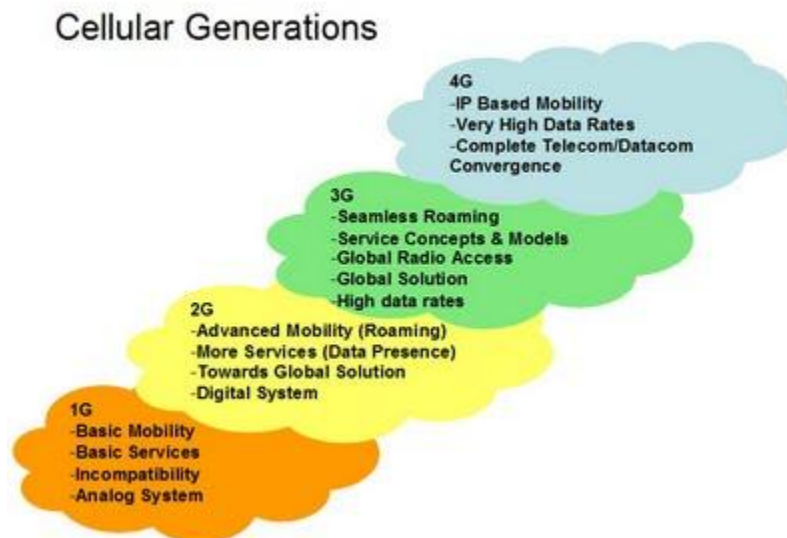 Cellular Generations
4G
-IP Based Mobility
-Very High Data Rates
-Complete Telecom/Datacom
Convergence
3G
-Seamless Roaming
-Service Concepts & Models
-Global Radio Access
-Global Solution
-High data rates
2G
-Advanced Mobility (Roaming)
-More Services (Data Presence)
-Towards Global Solution
-Digital System
1G
-Basic Mobility
-Basic Services
-Incompatibility
-Analog System